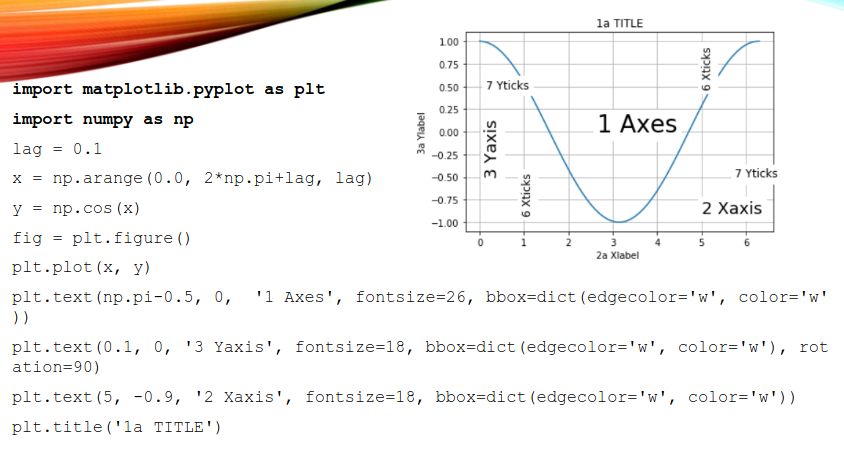 import matplotlib.pyplot as plt
import numpy as np
lag = 0.1
x = np.arange(0.0, 2*np.pi+lag, lag)
y = np.cos(x)
fig = plt.figure()
plt.plot(x, y)
plt.text(np.pi-0.5, 0,  '1 Axes', fontsize=26, bbox=dict(edgecolor='w', color='w'
))
plt.text(0.1, 0, '3 Yaxis', fontsize=18, bbox=dict(edgecolor='w', color='w'), rot
ation=90)
plt.text(5, -0.9, '2 Xaxis', fontsize=18, bbox=dict(edgecolor='w', color='w'))
plt.title('1a TITLE')
1a TITLE
3a Ylabel
1.00
0.75
0.50
0.25
0.00
−0.25
−0.50
−0.75
−1.00
7 Yticks
6 Xticks
1 Axes
3 Yaxis
6 Xticks
7 Yticks
2 Xaxis
0 1 2 3 4 5 6
2a Xlabel